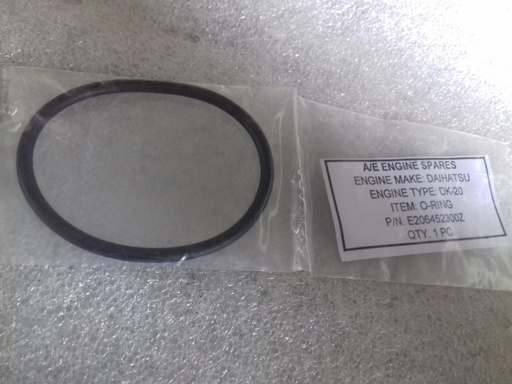 A/E ENGINE SPARES
ENGINE MAKE: DAIHATSU
ENGINE TYPE: DK-20
ITEM: O-RING
P/N. E206452300Z
QTY. 1 PC